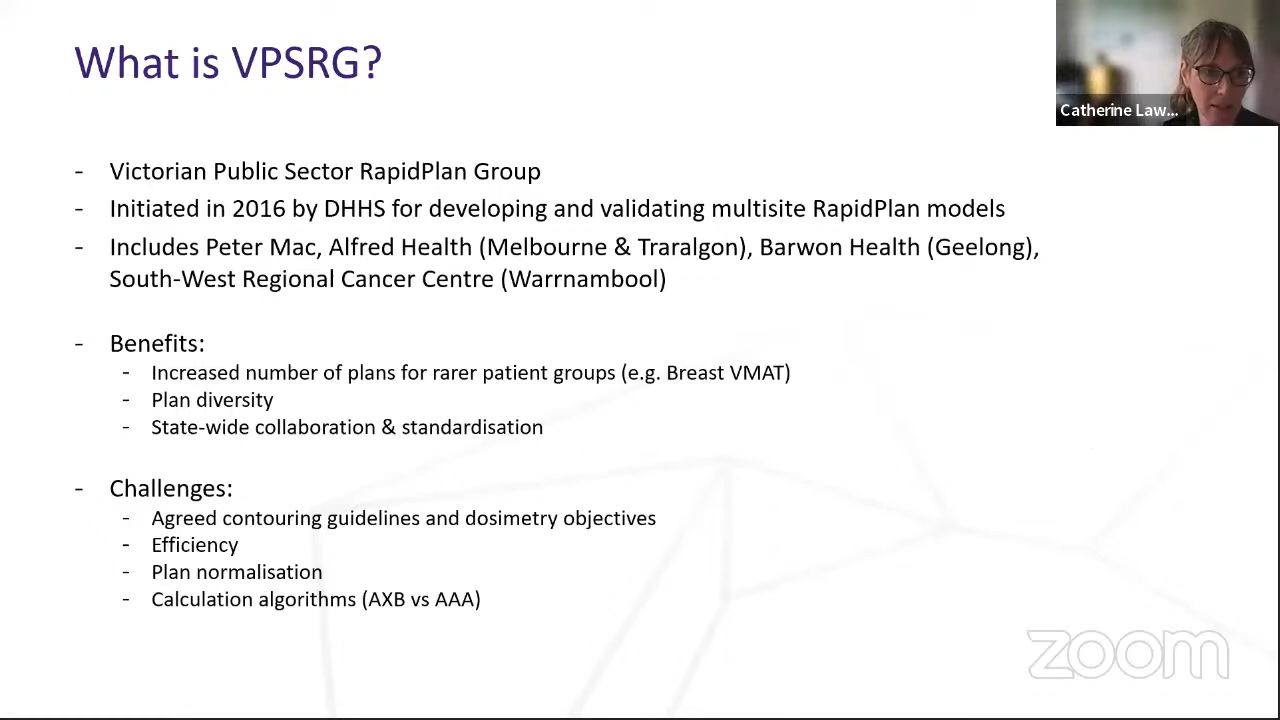 What is VPSRG?
Catherine Law...
- Victorian Public Sector RapidPlan Group
- Initiated in 2016 by DHHS for developing and validating multisite RapidPlan models
- Includes Peter Mac, Alfred Health (Melbourne & Traralgon), Barwon Health (Geelong),
South-West Regional Cancer Centre (Warrnambool)
- Benefits:
- Increased number of plans for rarer patient groups (e.g. Breast VMAT)
- Plan diversity
- State-wide collaboration & standardisation
- Challenges:
- Agreed contouring guidelines and dosimetry objectives
- Efficiency
- Plan normalisation
- Calculation algorithms (AXB vs AAA)
zoom